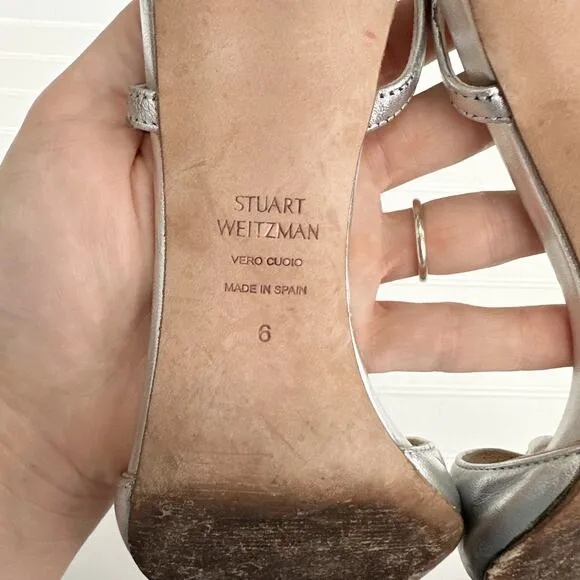 STUART
WEITZMAN
VERO CUOIO
MADE IN SPAIN
6